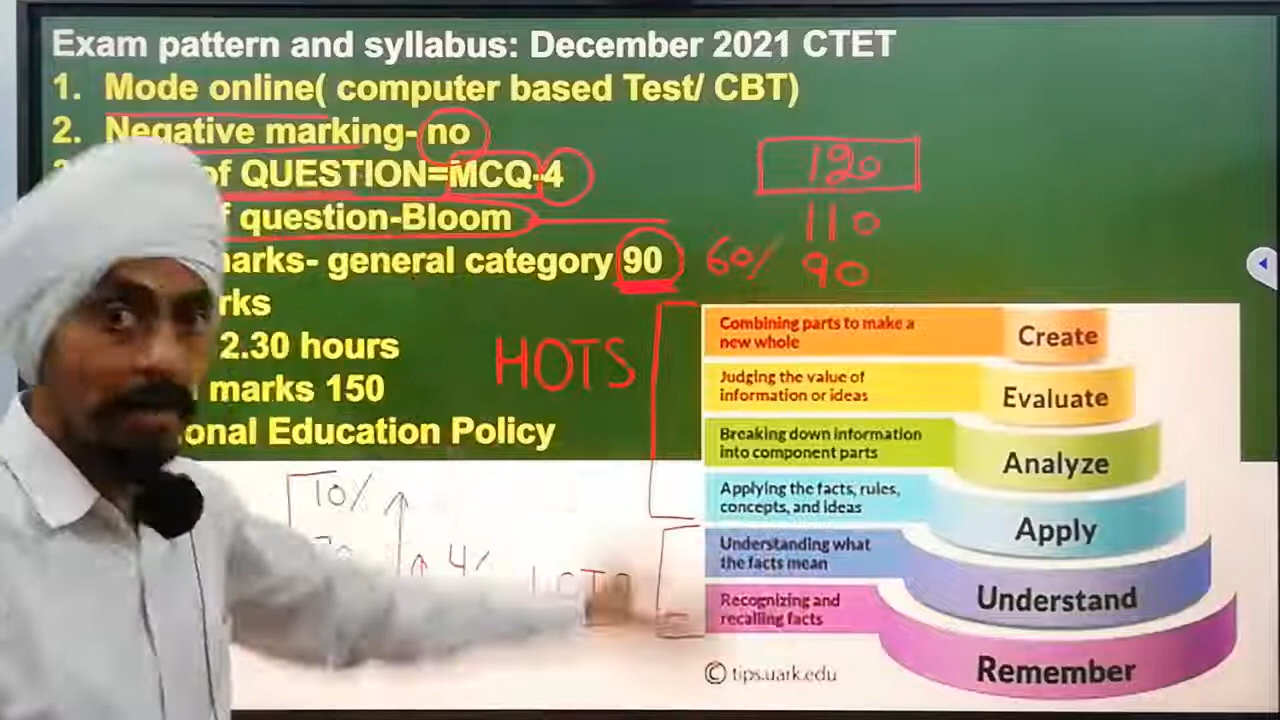 Exam pattern and syllabus: December 2021 CTET
1. Mode online( computer based Test/ CBT)
2. Negative marking- no
of QUESTION=MCQ-4
question-Bloom
general category 90
2.30 hours
marks 150
Education Policy
120
110
60% 90
HOTS
10%
4%
Combining parts to make a
new whole
Create
Judging the value of
information or ideas
Evaluate
Breaking down information
into component parts
Analyze
Applying the facts, rules,
concepts, and ideas
Apply
Understanding what
the facts mean
Understand
Recognizing and
recalling facts
Remember
© tips.uark.edu